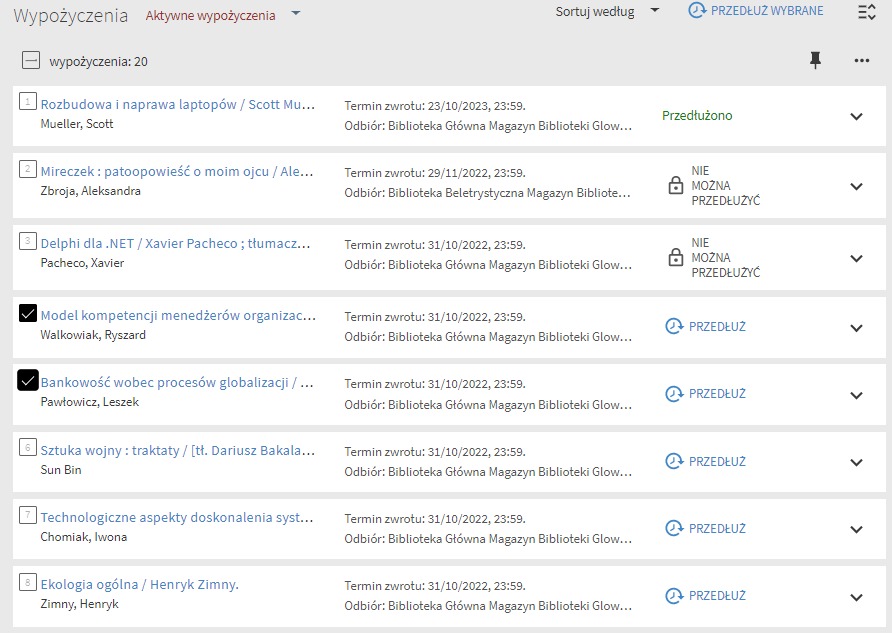 Wypożyczenia Aktywne wypożyczenia Sortuj według PRZEDŁUŻ WYBRANE
wypożyczenia: 20
1 Rozbudowa i naprawa laptopów / Scott Mu...
Mueller, Scott
Termin zwrotu: 23/10/2023, 23:59.
Odbiór: Biblioteka Główna Magazyn Biblioteki Glow...
Przedłużono
2 Mireczek : patoopowieść o moim ojcu / Ale...
Zbroja, Aleksandra
Termin zwrotu: 29/11/2022, 23:59.
Odbiór: Biblioteka Beletrystyczna Magazyn Bibliote...
NIE
MOŻNA
PRZEDŁUŻYĆ
3 Delphi dla .NET / Xavier Pacheco ; tłumacz...
Pacheco, Xavier
Termin zwrotu: 31/10/2022, 23:59.
Odbiór: Biblioteka Główna Magazyn Biblioteki Glow...
NIE
MOŻNA
PRZEDŁUŻYĆ
Model kompetencji menedżerów organizac...
Walkowiak, Ryszard
Termin zwrotu: 31/10/2022, 23:59.
Odbiór: Biblioteka Główna Magazyn Biblioteki Glow...
PRZEDŁUŻ
Bankowość wobec procesów globalizacji / ...
Pawłowicz, Leszek
Termin zwrotu: 31/10/2022, 23:59.
Odbiór: Biblioteka Główna Magazyn Biblioteki Glow...
PRZEDŁUŻ
6 Sztuka wojny : traktaty / [tł. Dariusz Bakala...
Sun Bin
Termin zwrotu: 31/10/2022, 23:59.
Odbiór: Biblioteka Główna Magazyn Biblioteki Glow...
PRZEDŁUŻ
7 Technologiczne aspekty doskonalenia syst...
Chomiak, Iwona
Termin zwrotu: 31/10/2022, 23:59.
Odbiór: Biblioteka Główna Magazyn Biblioteki Glow...
PRZEDŁUŻ
8 Ekologia ogólna / Henryk Zimny.
Zimny, Henryk
Termin zwrotu: 31/10/2022, 23:59.
Odbiór: Biblioteka Główna Magazyn Biblioteki Glow...
PRZEDŁUŻ